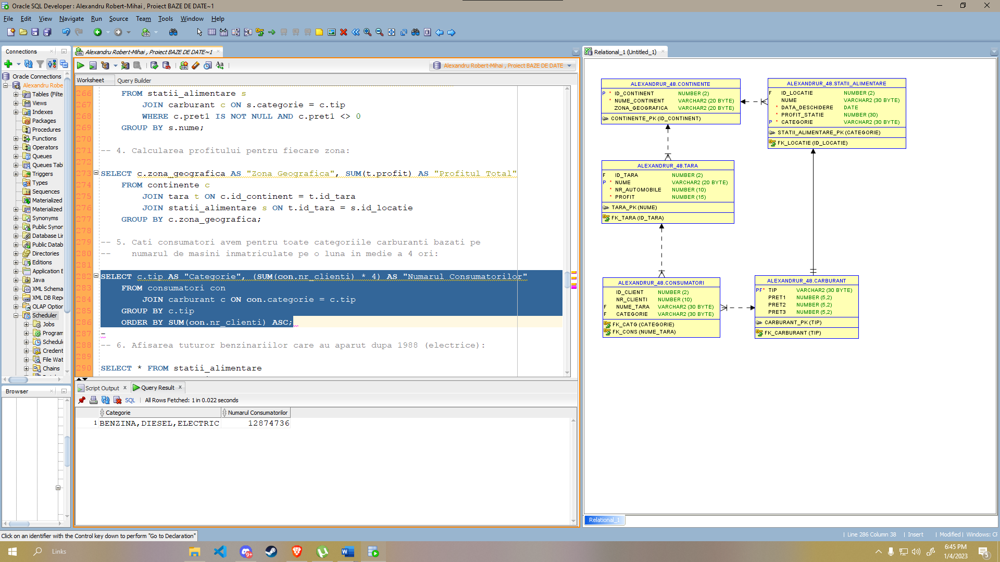 Oracle SQL Developer : Alexandru Robert-Mihai , Proiect BAZE DE DATE~1
File Edit View Navigate Run Source Team Tools Window Help
Connections
Oracle Connections
Alexandru Robe
Tables (Filte
Views
Indexes
Packages
Procedures
Functions
Operators
Queues
Queues Tab
Triggers
Types
Sequences
Materialized
Materialized
Synonyms
Public Synon
Database Lin
Public Datab
Directories
Editions
Application E
Java
XML Schema
XML DB Repo
OLAP Option
Scheduler
Jobs
Program
Schedul
Credent
File Wat
Chains
Browser
Alexandru Robert-Mihai , Proiect BAZE DE DATE~1
Alexandru Robert-Mihai , Proiect BAZE DE DATE
Worksheet Query Builder
266 FROM statii_alimentare s
267 JOIN carburant c ON s.categorie = c.tip
268 WHERE c.pret1 IS NOT NULL AND c.pret1 <> 0
269 GROUP BY s.nume;
270
271 -- 4. Calcularea profitului pentru fiecare zona:
272
273 SELECT c.zona_geografica AS "Zona Geografica", SUM(t.profit) AS "Profitul Total"
274 FROM continente c
275 JOIN tara t ON c.id_continent = t.id_tara
276 JOIN statii_alimentare s ON t.id_tara = s.id_locatie
277 GROUP BY c.zona_geografica;
278
279 -- 5. Cati consumatori avem pentru toate categoriile carburanti bazati pe
280 -- numarul de masini inmatriculate pe o luna in medie a 4 ori:
281
282 SELECT c.tip AS "Categorie", (SUM(con.nr_clienti) * 4) AS "Numarul Consumatorilor"
283 FROM consumatori con
284 JOIN carburant c ON con.categorie = c.tip
285 GROUP BY c.tip
286 ORDER BY SUM(con.nr_clienti) ASC;
287 -
288 -- 6. Afisarea tuturor benzinariilor care au aparut dupa 1988 (electrice):
289
290 SELECT * FROM statii_alimentare
Script Output Query Result
SQL All Rows Fetched: 1 in 0.022 seconds
Categorie Numarul Consumatorilor
1 BENZINA,DIESEL,ELECTRIC 12874736
Relational_1 (Untitled_1)
ALEXANDRUR_48.CONTINENTE
P * ID_CONTINENT NUMBER (2)
* NUME_CONTINENT VARCHAR2 (20 BYTE)
ZONA_GEOGRAFICA VARCHAR2 (20 BYTE)
CONTINENTE_PK (ID_CONTINENT)
ALEXANDRUR_48.STATII_ALIMENTARE
F ID_LOCATIE NUMBER (2)
NUME VARCHAR2 (30 BYTE)
* DATA_DESCHIDERE DATE
* PROFIT_STATIE NUMBER (30)
P * CATEGORIE VARCHAR2 (30 BYTE)
STATII_ALIMENTARE_PK (CATEGORIE)
FK_LOCATIE (ID_LOCATIE)
ALEXANDRUR_48.TARA
F ID_TARA NUMBER (2)
P * NUME VARCHAR2 (20 BYTE)
* NR_AUTOMOBILE NUMBER (10)
* PROFIT NUMBER (15)
TARA_PK (NUME)
FK_TARA (ID_TARA)
ALEXANDRUR_48.CONSUMATORI
ID_CLIENT NUMBER (2)
NR_CLIENTI NUMBER (10)
F NUME_TARA VARCHAR2 (30 BYTE)
F CATEGORIE VARCHAR2 (30 BYTE)
FK_CATG (CATEGORIE)
FK_CONS (NUME_TARA)
ALEXANDRUR_48.CARBURANT
PF* TIP VARCHAR2 (30 BYTE)
PRET1 NUMBER (5,2)
PRET2 NUMBER (5,2)
PRET3 NUMBER (5,2)
CARBURANT_PK (TIP)
FK_CARBURANT (TIP)
Relational_1
Click on an identifier with the Control key down to perform "Go to Declaration"
Line 286 Column 38 Insert Modified Windows: CF
Links
6:45 PM
1/4/2023